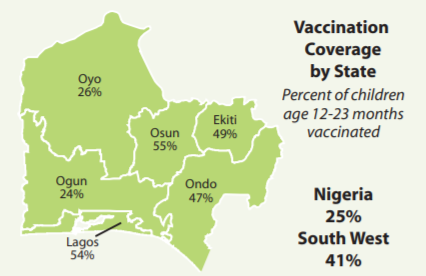 Vaccination
Coverage
by State
Percent of children
age 12-23 months
vaccinated
Oyo
26%
Osun
55%
Ekiti
49%
Ogun
24%
Ondo
47%
Lagos
54%
Nigeria
25%
South West
41%